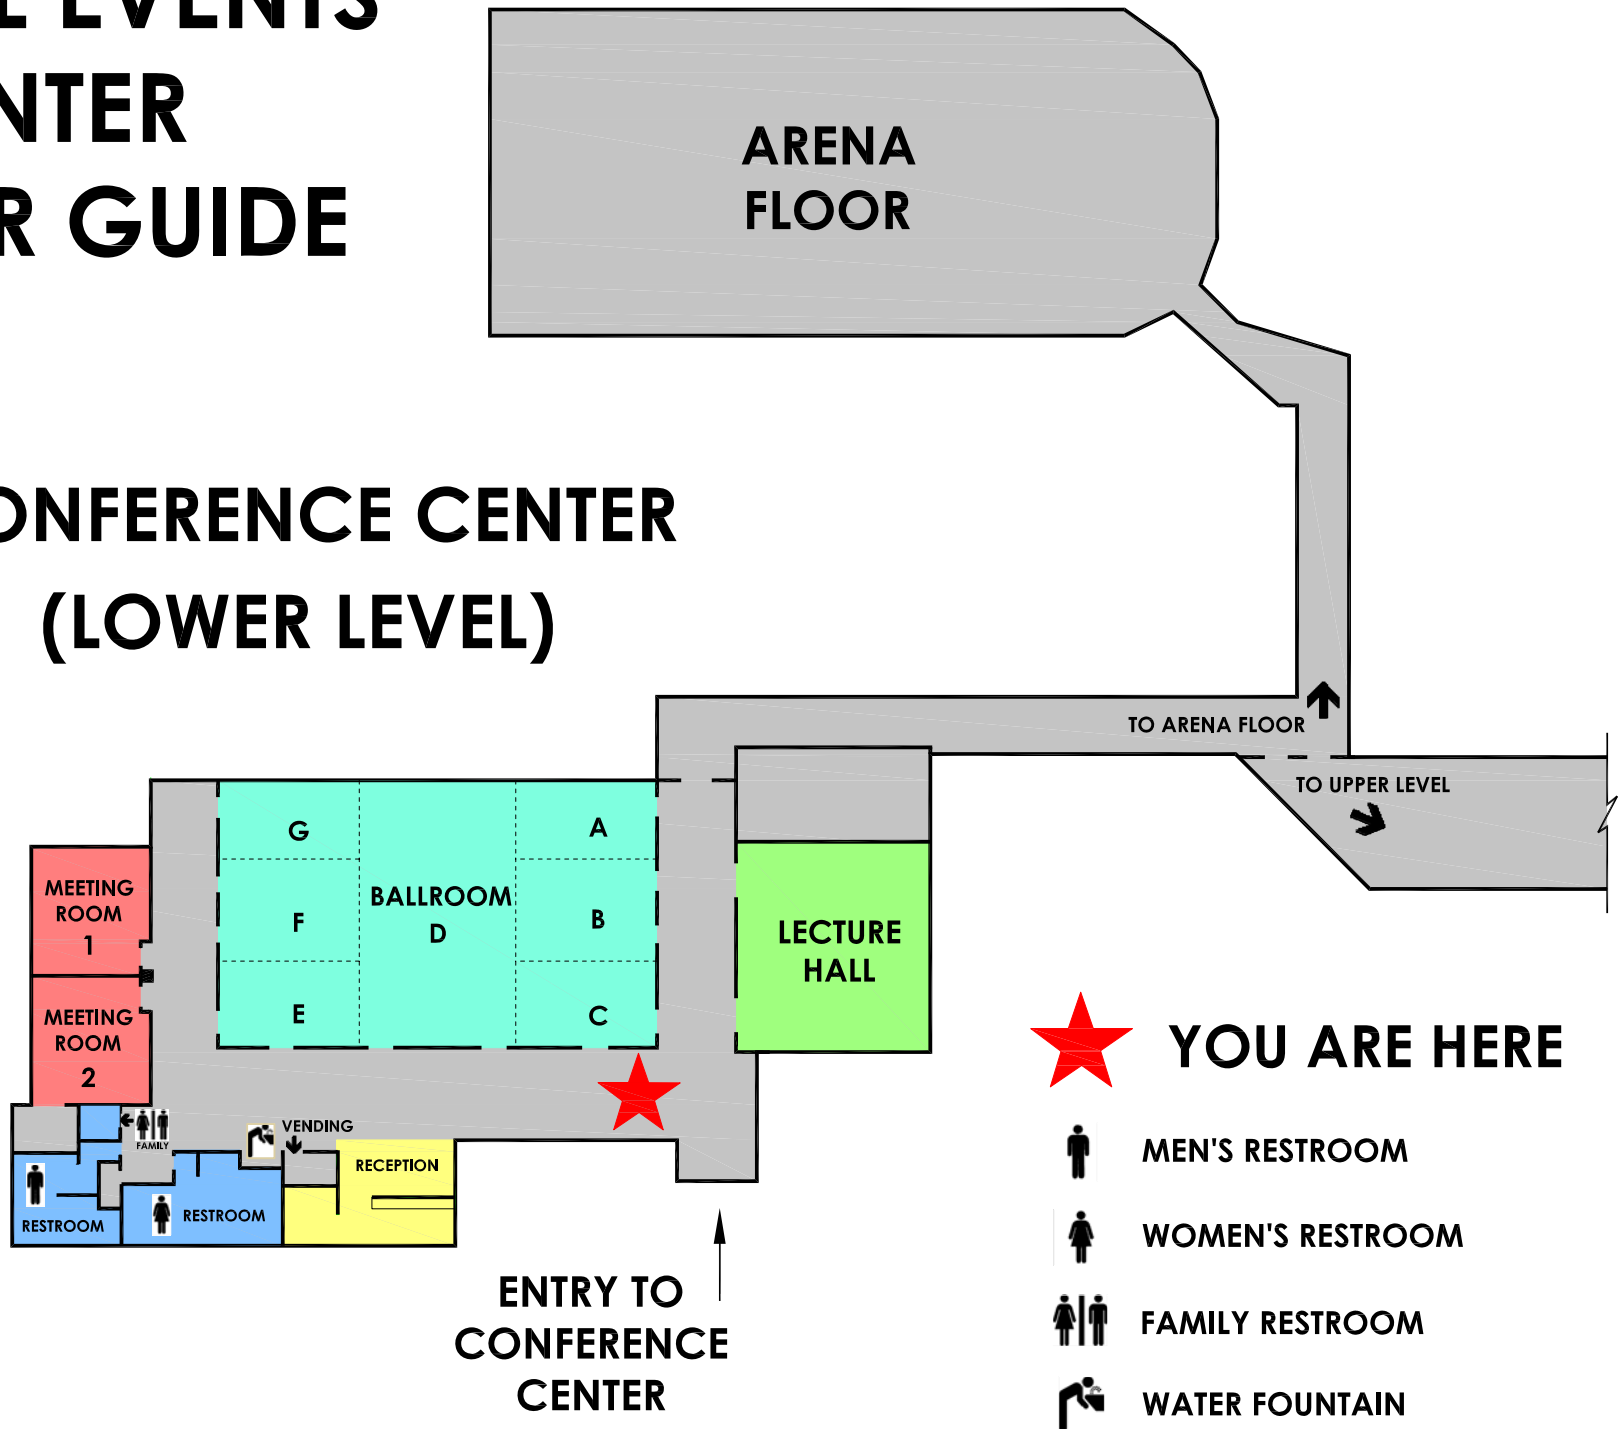 E EVENTS
NTER
R GUIDE
ONFERENCE CENTER
(LOWER LEVEL)
ARENA
FLOOR
TO ARENA FLOOR
TO UPPER LEVEL
G
A
BALLROOM
D
F
B
E
C
MEETING
ROOM
1
MEETING
ROOM
2
LECTURE
HALL
FAMILY
VENDING
RECEPTION
RESTROOM
RESTROOM
ENTRY TO
CONFERENCE
CENTER
YOU ARE HERE
MEN'S RESTROOM
WOMEN'S RESTROOM
FAMILY RESTROOM
WATER FOUNTAIN